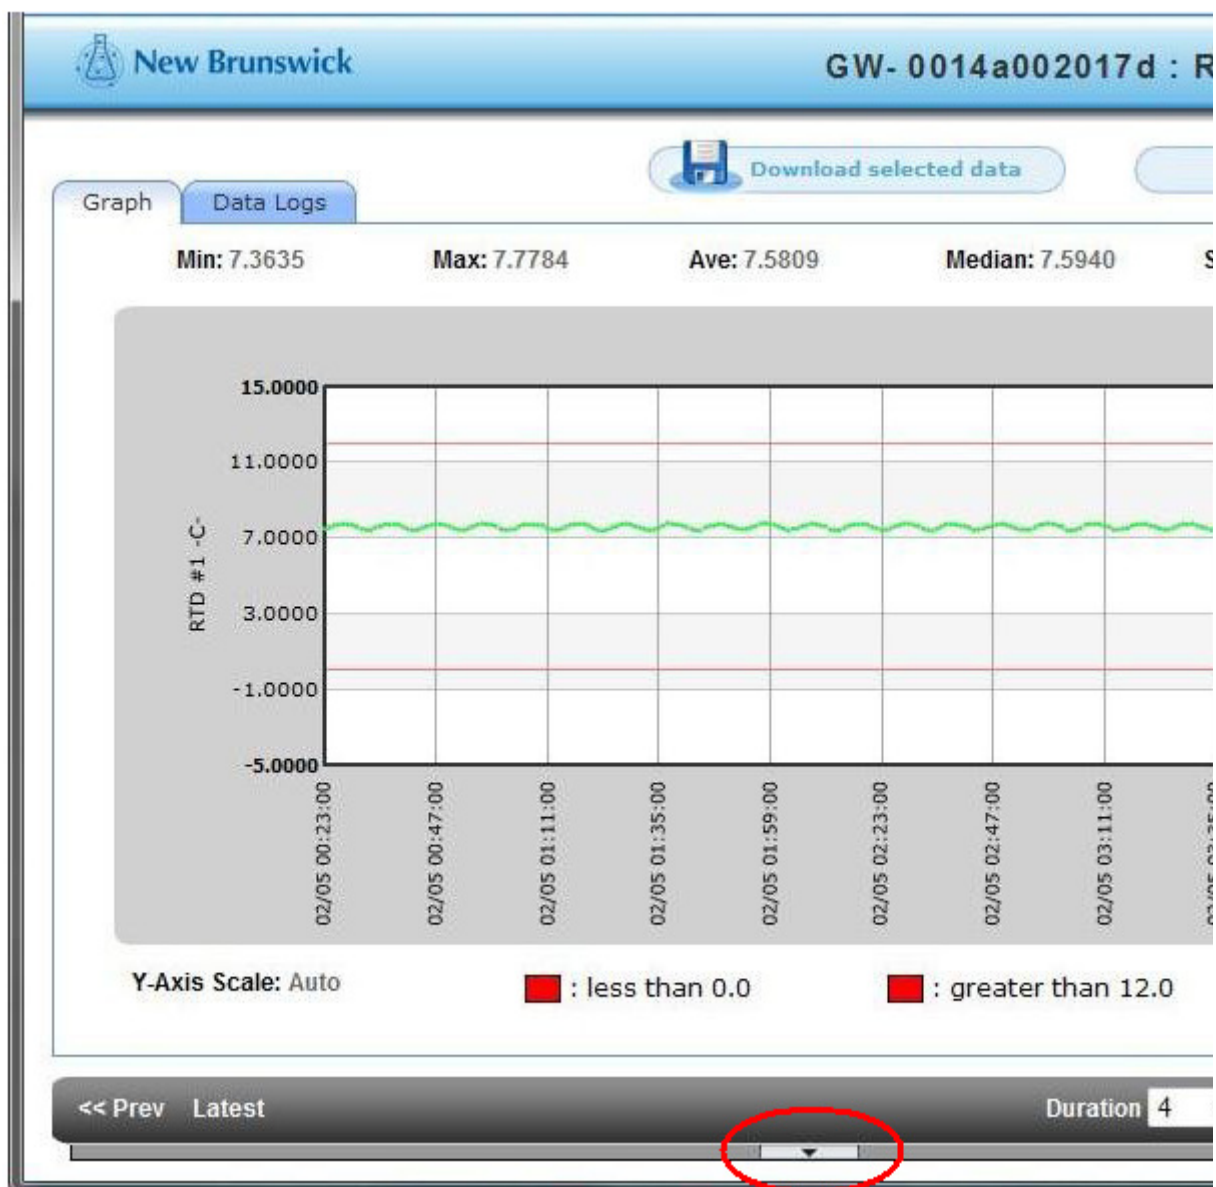 New Brunswick
GW- 0014a002017d : R
Download selected data
Graph
Data Logs
Min: 7.3635
Max: 7.7784
Ave: 7.5809
Median: 7.5940
S
15.0000
11.0000
7.0000
3.0000
-1.0000
-5.0000
RTD #1 -C-
02/05 00:23:00
02/05 00:47:00
02/05 01:11:00
02/05 01:35:00
02/05 01:59:00
02/05 02:23:00
02/05 02:47:00
02/05 03:11:00
Y-Axis Scale: Auto
: less than 0.0
: greater than 12.0
<< Prev Latest
Duration 4